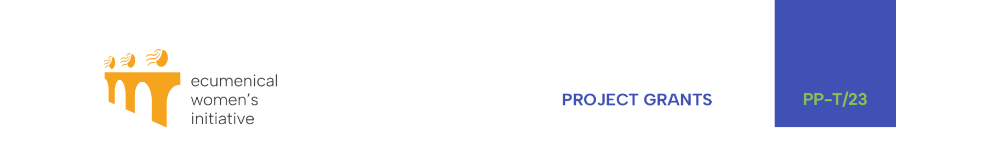 ecumenical
women's
initiative
PROJECT GRANTS
PP-T/23